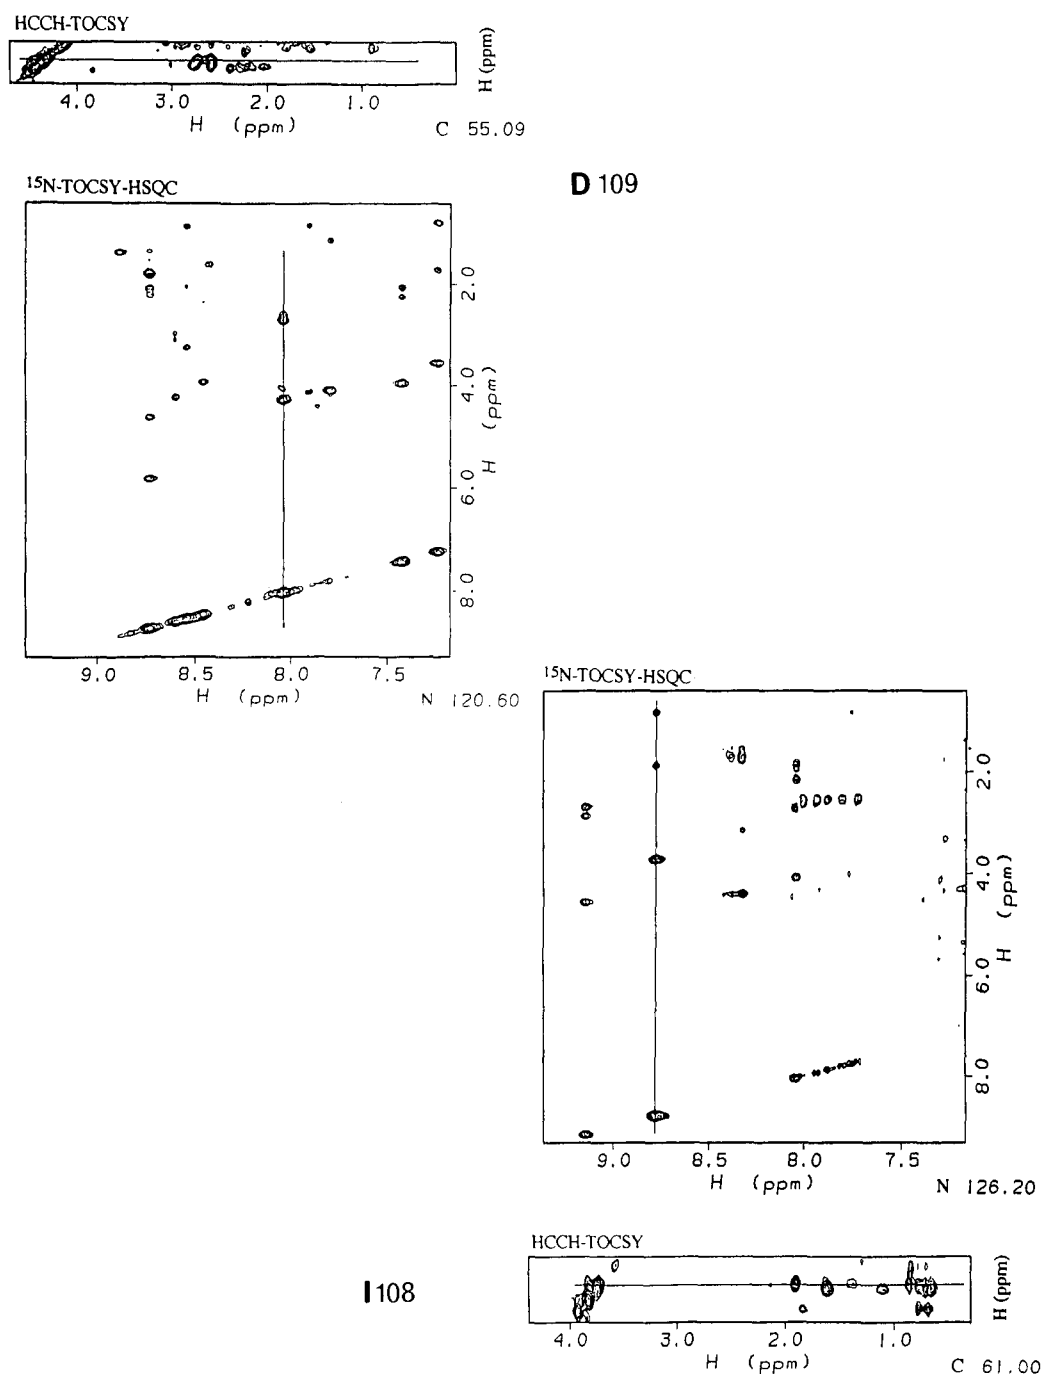 HCCH-TOCSY
H (ppm)
4.0 3.0 2.0 1.0
H (ppm)
C 55.09
¹⁵N-TOCSY-HSQC
D 109
2.0
4.0
6.0
8.0
H (ppm)
9.0 8.5 8.0 7.5
H (ppm)
N 120.60
¹⁵N-TOCSY-HSQC
2.0
4.0
6.0
8.0
H (ppm)
9.0 8.5 8.0 7.5
H (ppm)
N 126.20
HCCH-TOCSY
I 108
H (ppm)
4.0 3.0 2.0 1.0
H (ppm)
C 61.00